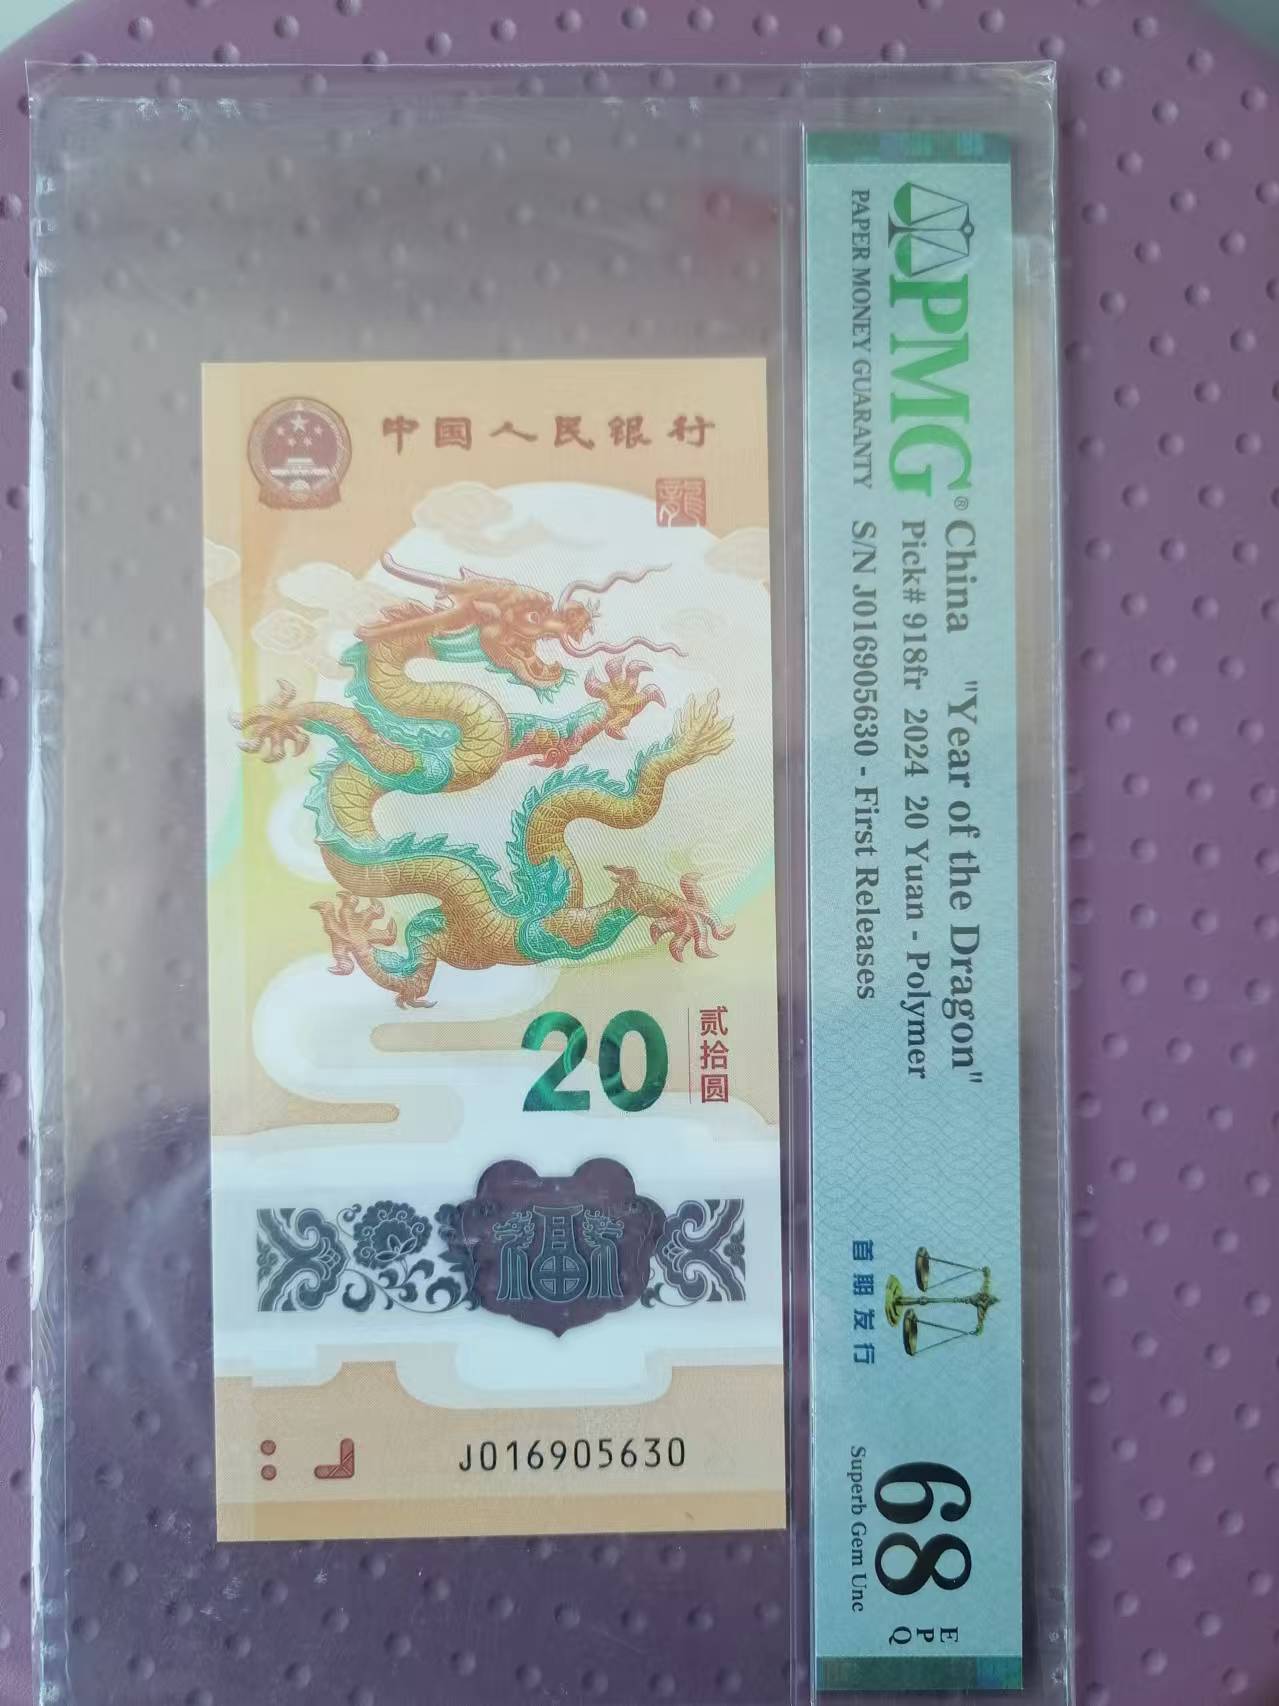 中国人民银行
龍
20
贰拾圆
福
J016905630
PMG®
PAPER MONEY GUARANTY
China "Year of the Dragon"
Pick# 918fr 2024 20 Yuan - Polymer
S/N J016905630 - First Releases
首期发行
68
EPQ
Superb Gem Unc